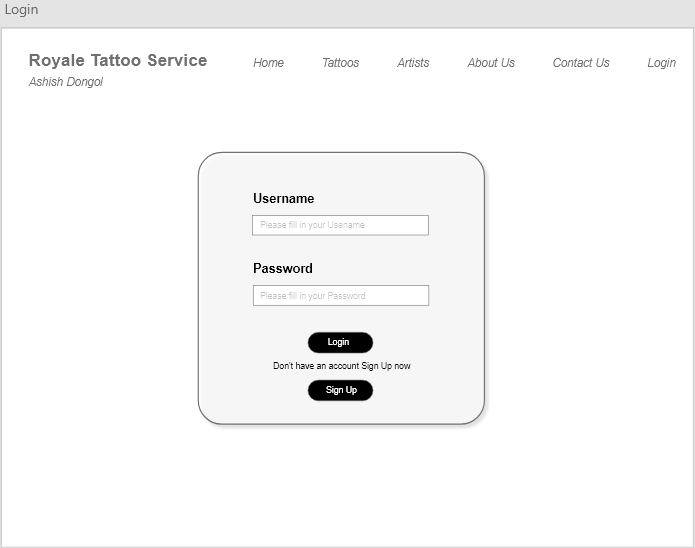 Login
Royale Tattoo Service
Ashish Dongol
Home Tattoos Artists About Us Contact Us Login
Username
Please fill in your Usename
Password
Please fill in your Password
Login
Don't have an account Sign Up now
Sign Up